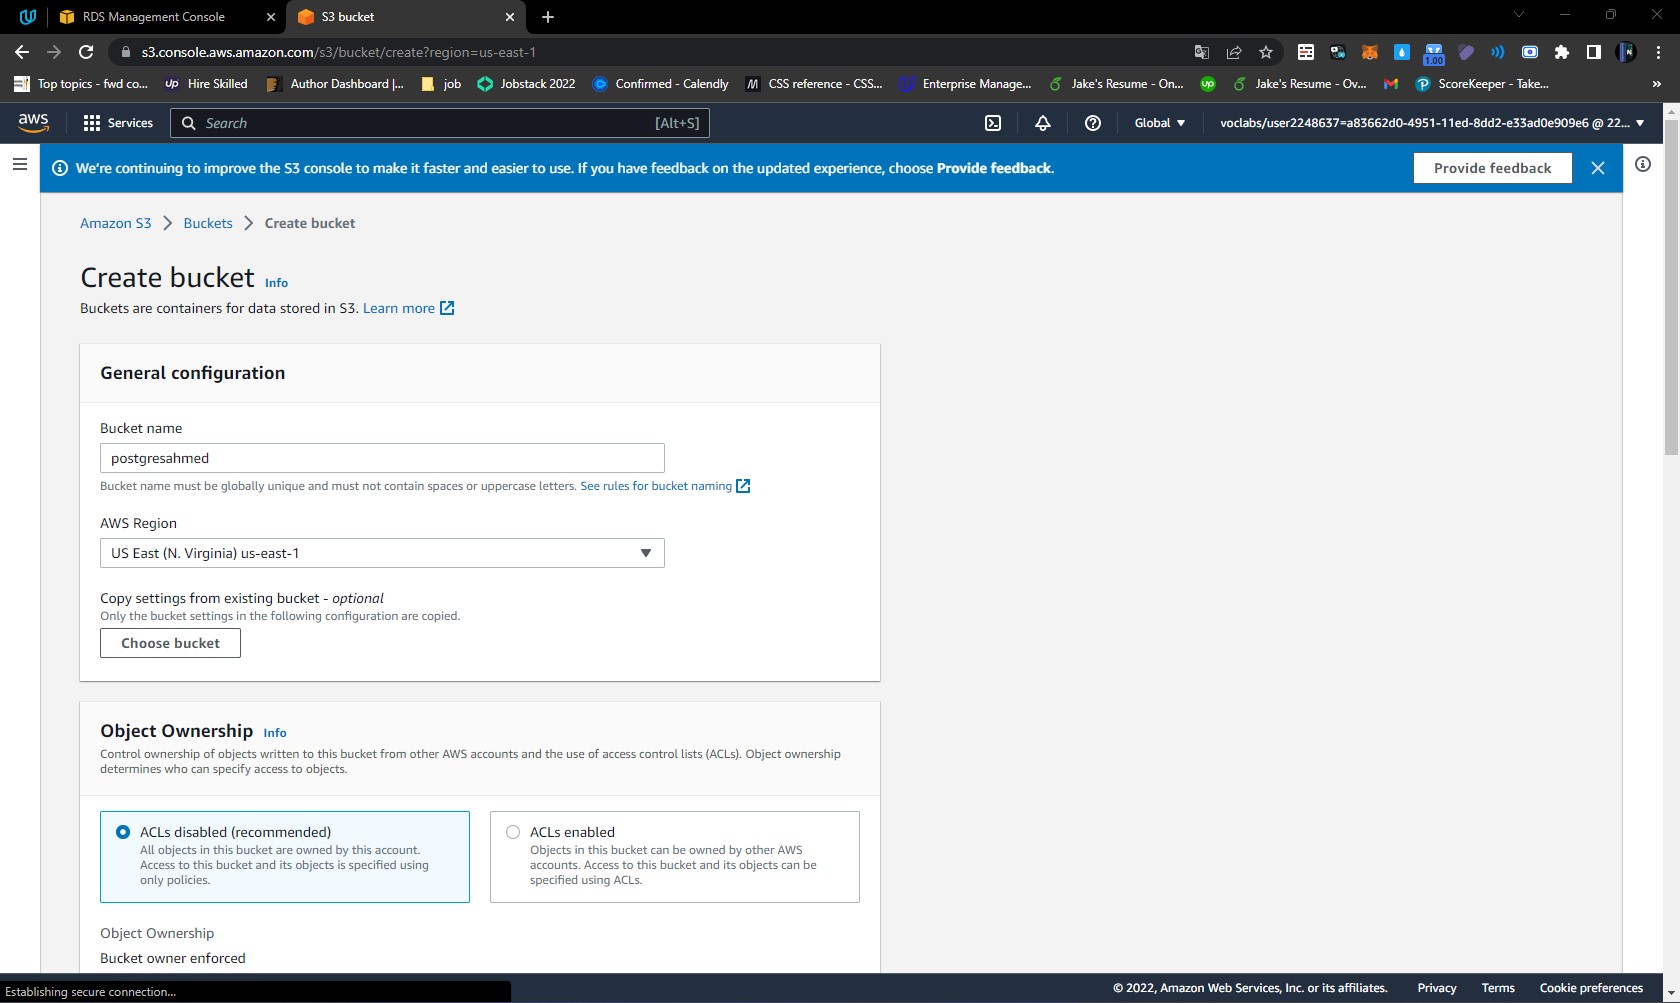 RDS Management Console
S3 bucket
s3.console.aws.amazon.com/s3/bucket/create?region=us-east-1
1.00
Top topics - fwd co...
Up Hire Skilled
Author Dashboard |...
job
Jobstack 2022
Confirmed - Calendly
CSS reference - CSS...
Enterprise Manage...
Jake's Resume - On...
up
Jake's Resume - Ov...
ScoreKeeper - Take...
»
aws
Services
Search
[Alt+S]
Global
voclabs/user2248637=a83662d0-4951-11ed-8dd2-e33ad0e909e6 @ 22...
We're continuing to improve the S3 console to make it faster and easier to use. If you have feedback on the updated experience, choose Provide feedback.
Provide feedback
Amazon S3
Buckets
Create bucket
Create bucket Info
Buckets are containers for data stored in S3. Learn more
General configuration
Bucket name
postgresahmed
Bucket name must be globally unique and must not contain spaces or uppercase letters. See rules for bucket naming
AWS Region
US East (N. Virginia) us-east-1
Copy settings from existing bucket - optional
Only the bucket settings in the following configuration are copied.
Choose bucket
Object Ownership Info
Control ownership of objects written to this bucket from other AWS accounts and the use of access control lists (ACLs). Object ownership
determines who can specify access to objects.
ACLs disabled (recommended)
All objects in this bucket are owned by this account.
Access to this bucket and its objects is specified using
only policies.
ACLs enabled
Objects in this bucket can be owned by other AWS
accounts. Access to this bucket and its objects can be
specified using ACLs.
Object Ownership
Bucket owner enforced
Establishing secure connection...
© 2022, Amazon Web Services, Inc. or its affiliates.
Privacy
Terms
Cookie preferences